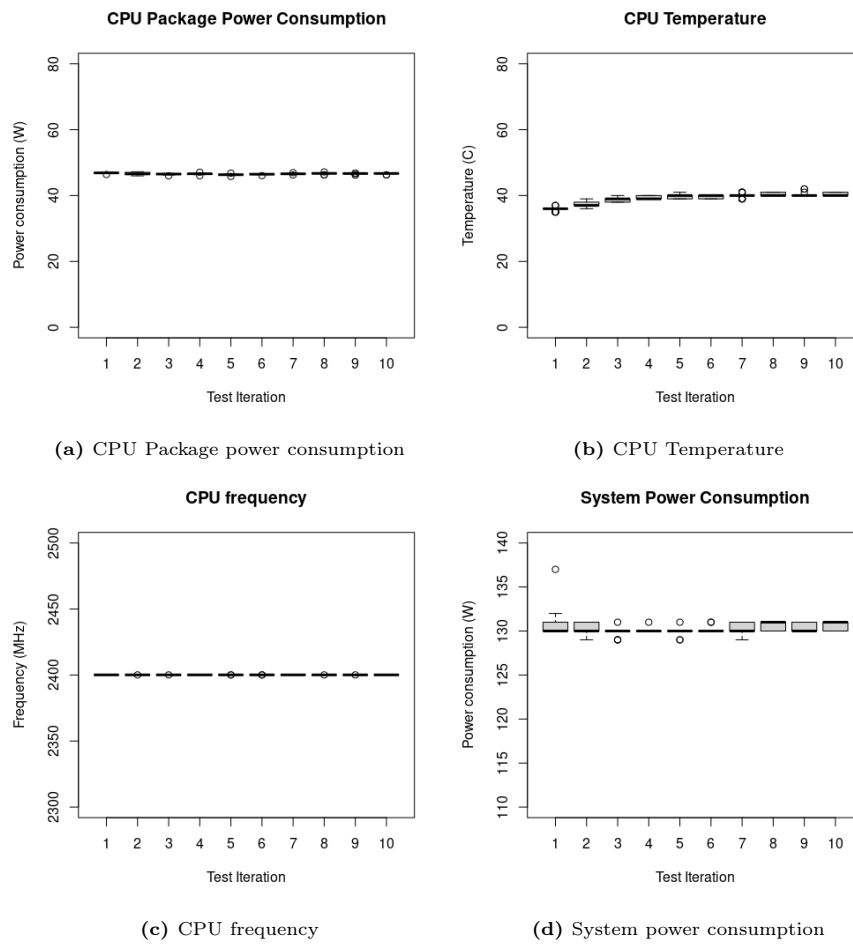 CPU Package Power Consumption
Power consumption (W)
80
60
40
20
0
1 2 3 4 5 6 7 8 9 10
Test Iteration
(a) CPU Package power consumption
CPU Temperature
Temperature (C)
80
60
40
20
0
1 2 3 4 5 6 7 8 9 10
Test Iteration
(b) CPU Temperature
CPU frequency
Frequency (MHz)
2500
2450
2400
2350
2300
1 2 3 4 5 6 7 8 9 10
Test Iteration
(c) CPU frequency
System Power Consumption
Power consumption (W)
140
135
130
125
120
115
110
1 2 3 4 5 6 7 8 9 10
Test Iteration
(d) System power consumption